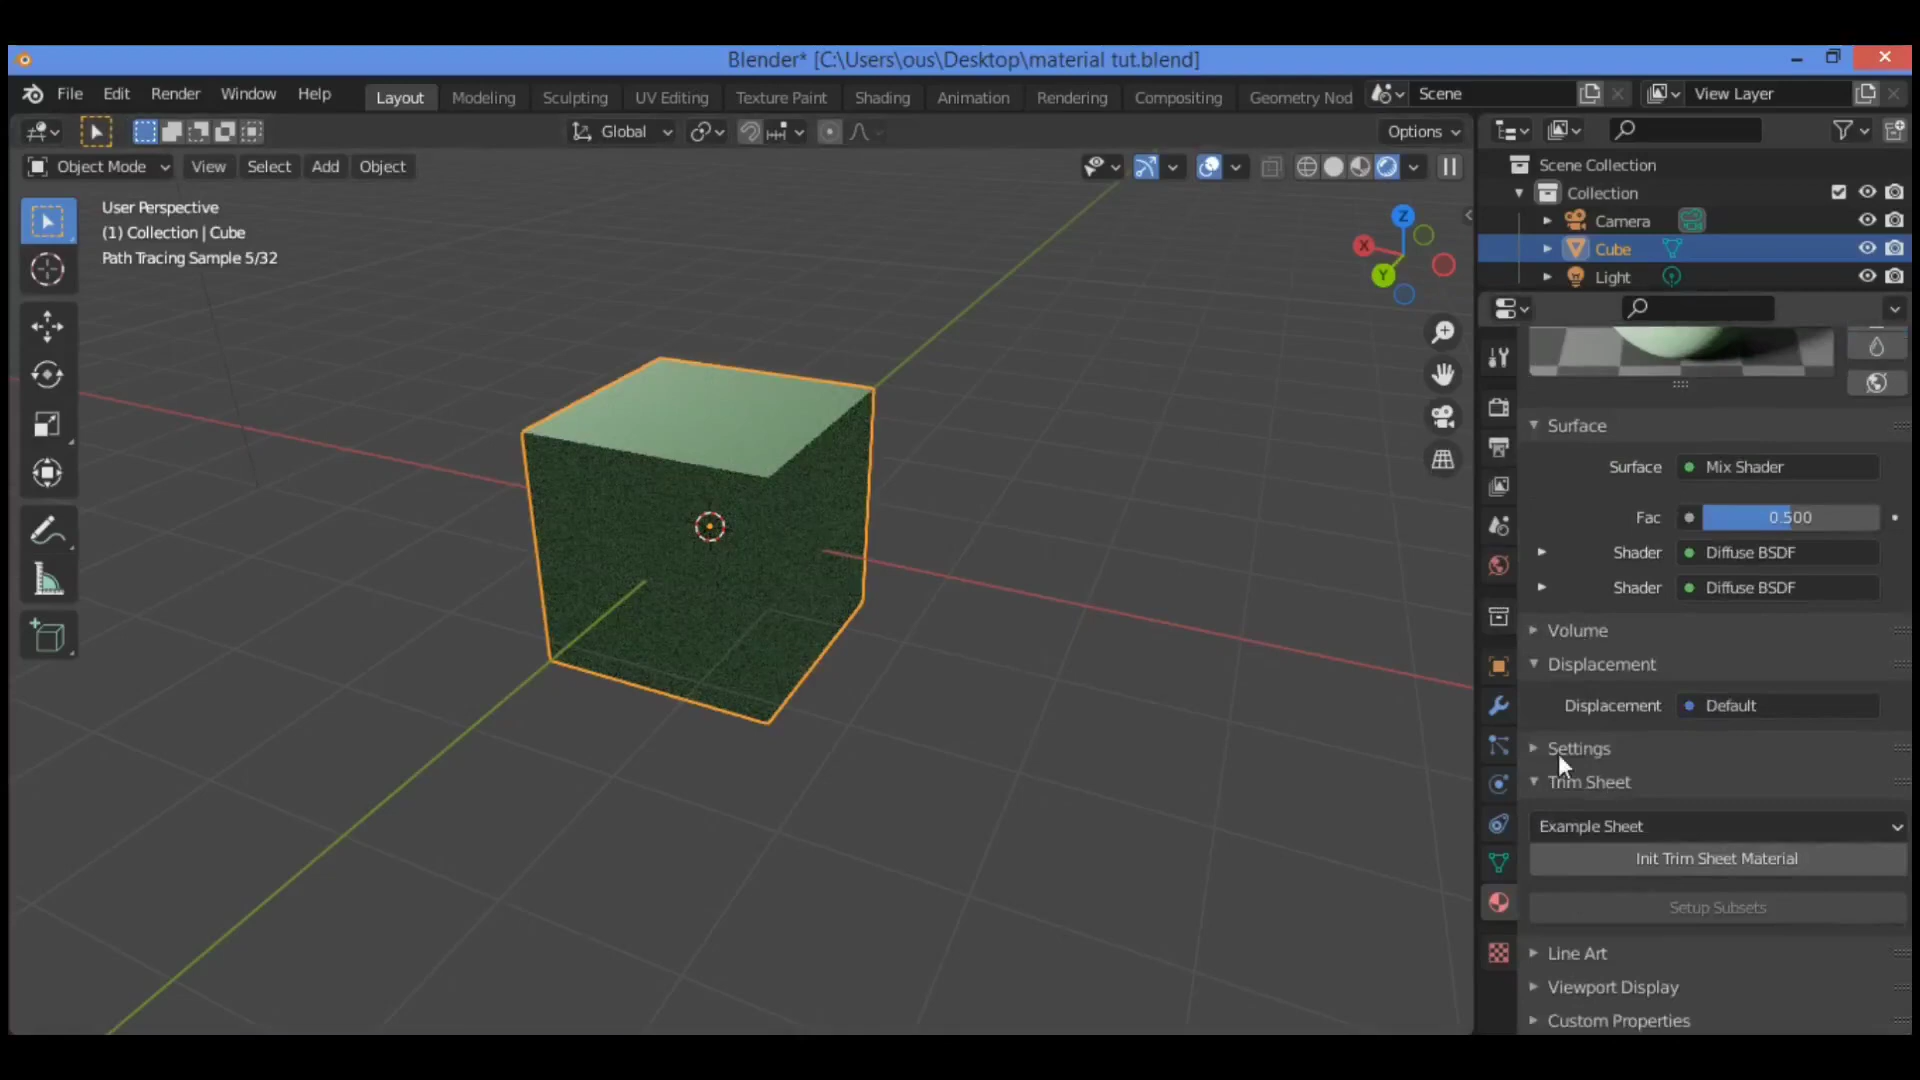 Blender* [C:\Users\ous\Desktop\material tut.blend]
File Edit Render Window Help
Layout Modeling Sculpting UV Editing Texture Paint Shading Animation Rendering Compositing Geometry Nod
Scene
View Layer
Global
Options
Object Mode View Select Add Object
User Perspective
(1) Collection | Cube
Path Tracing Sample 5/32
Z
X
Y
Scene Collection
Collection
Camera
Cube
Light
Surface
Surface Mix Shader
Fac 0.500
Shader Diffuse BSDF
Shader Diffuse BSDF
Volume
Displacement
Displacement Default
Settings
Trim Sheet
Example Sheet
Init Trim Sheet Material
Setup Subsets
Line Art
Viewport Display
Custom Properties